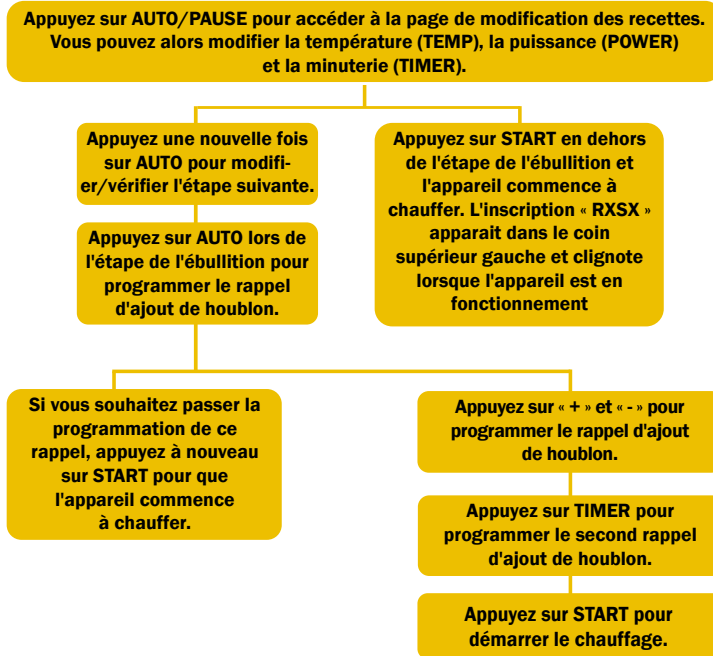 Appuyez sur AUTO/PAUSE pour accéder à la page de modification des recettes.
Vous pouvez alors modifier la température (TEMP), la puissance (POWER)
et la minuterie (TIMER).
Appuyez une nouvelle fois
sur AUTO pour modifi-
er/vérifier l'étape suivante.
Appuyez sur START en dehors
de l'étape de l'ébullition et
l'appareil commence à
chauffer. L'inscription « RXSX »
apparait dans le coin
supérieur gauche et clignote
lorsque l'appareil est en
fonctionnement
Appuyez sur AUTO lors de
l'étape de l'ébullition pour
programmer le rappel
d'ajout de houblon.
Si vous souhaitez passer la
programmation de ce
rappel, appuyez à nouveau
sur START pour que
l'appareil commence
à chauffer.
Appuyez sur « + » et « - » pour
programmer le rappel d'ajout
de houblon.
Appuyez sur TIMER pour
programmer le second rappel
d'ajout de houblon.
Appuyez sur START pour
démarrer le chauffage.